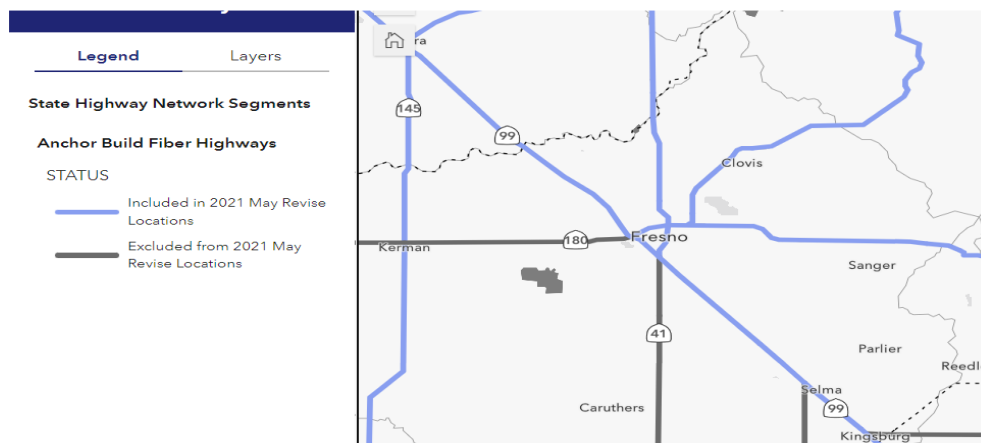 Legend
Layers
State Highway Network Segments
Anchor Build Fiber Highways
STATUS
Included in 2021 May Revise
Locations
Excluded from 2021 May
Revise Locations
ra
145
99
Clovis
Kerman
180
Fresno
Sanger
41
Parlier
Reedl
Selma
Caruthers
99
Kingsburg